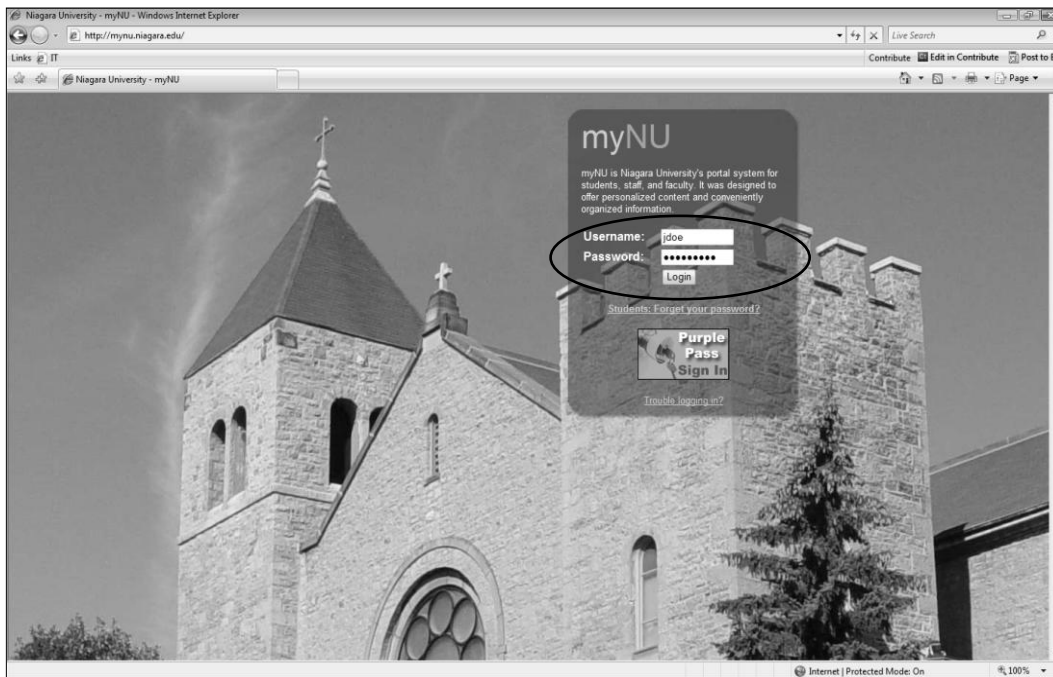 Niagara University - myNU - Windows Internet Explorer
http://mynu.niagara.edu/
Live Search
Links IT
Contribute Edit in Contribute Post to
Niagara University - myNU
Page
myNU
myNU is Niagara University's portal system for
students, staff, and faculty. It was designed to
offer personalized content and conveniently
organized information.
Username: jdoe
Password: ●●●●●●●●●
Login
Students: Forget your password?
Purple
Pass
Sign In
Trouble logging in?
Internet | Protected Mode: On
100%